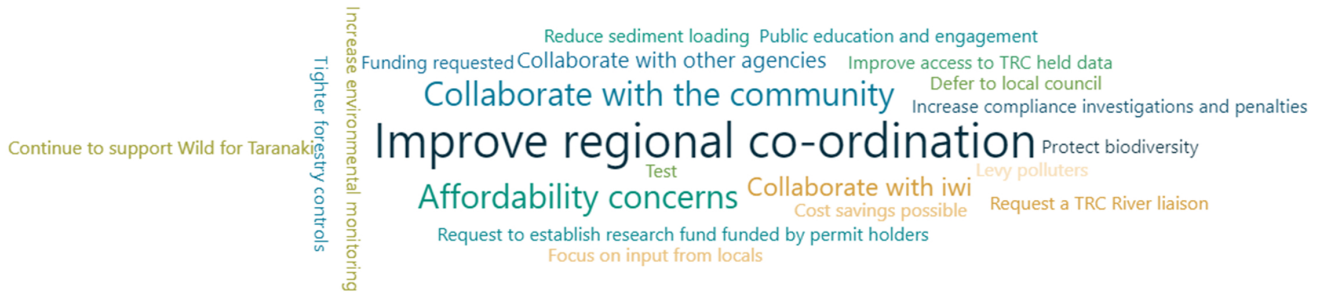 Reduce sediment loading
Public education and engagement
Funding requested
Collaborate with other agencies
Improve access to TRC held data
Defer to local council
Collaborate with the community
Increase compliance investigations and penalties
Increase environmental monitoring
Tighter forestry controls
Continue to support Wild for Taranaki
Improve regional co-ordination
Protect biodiversity
Test
Levy polluters
Affordability concerns
Collaborate with iwi
Cost savings possible
Request a TRC River liaison
Request to establish research fund funded by permit holders
Focus on input from locals